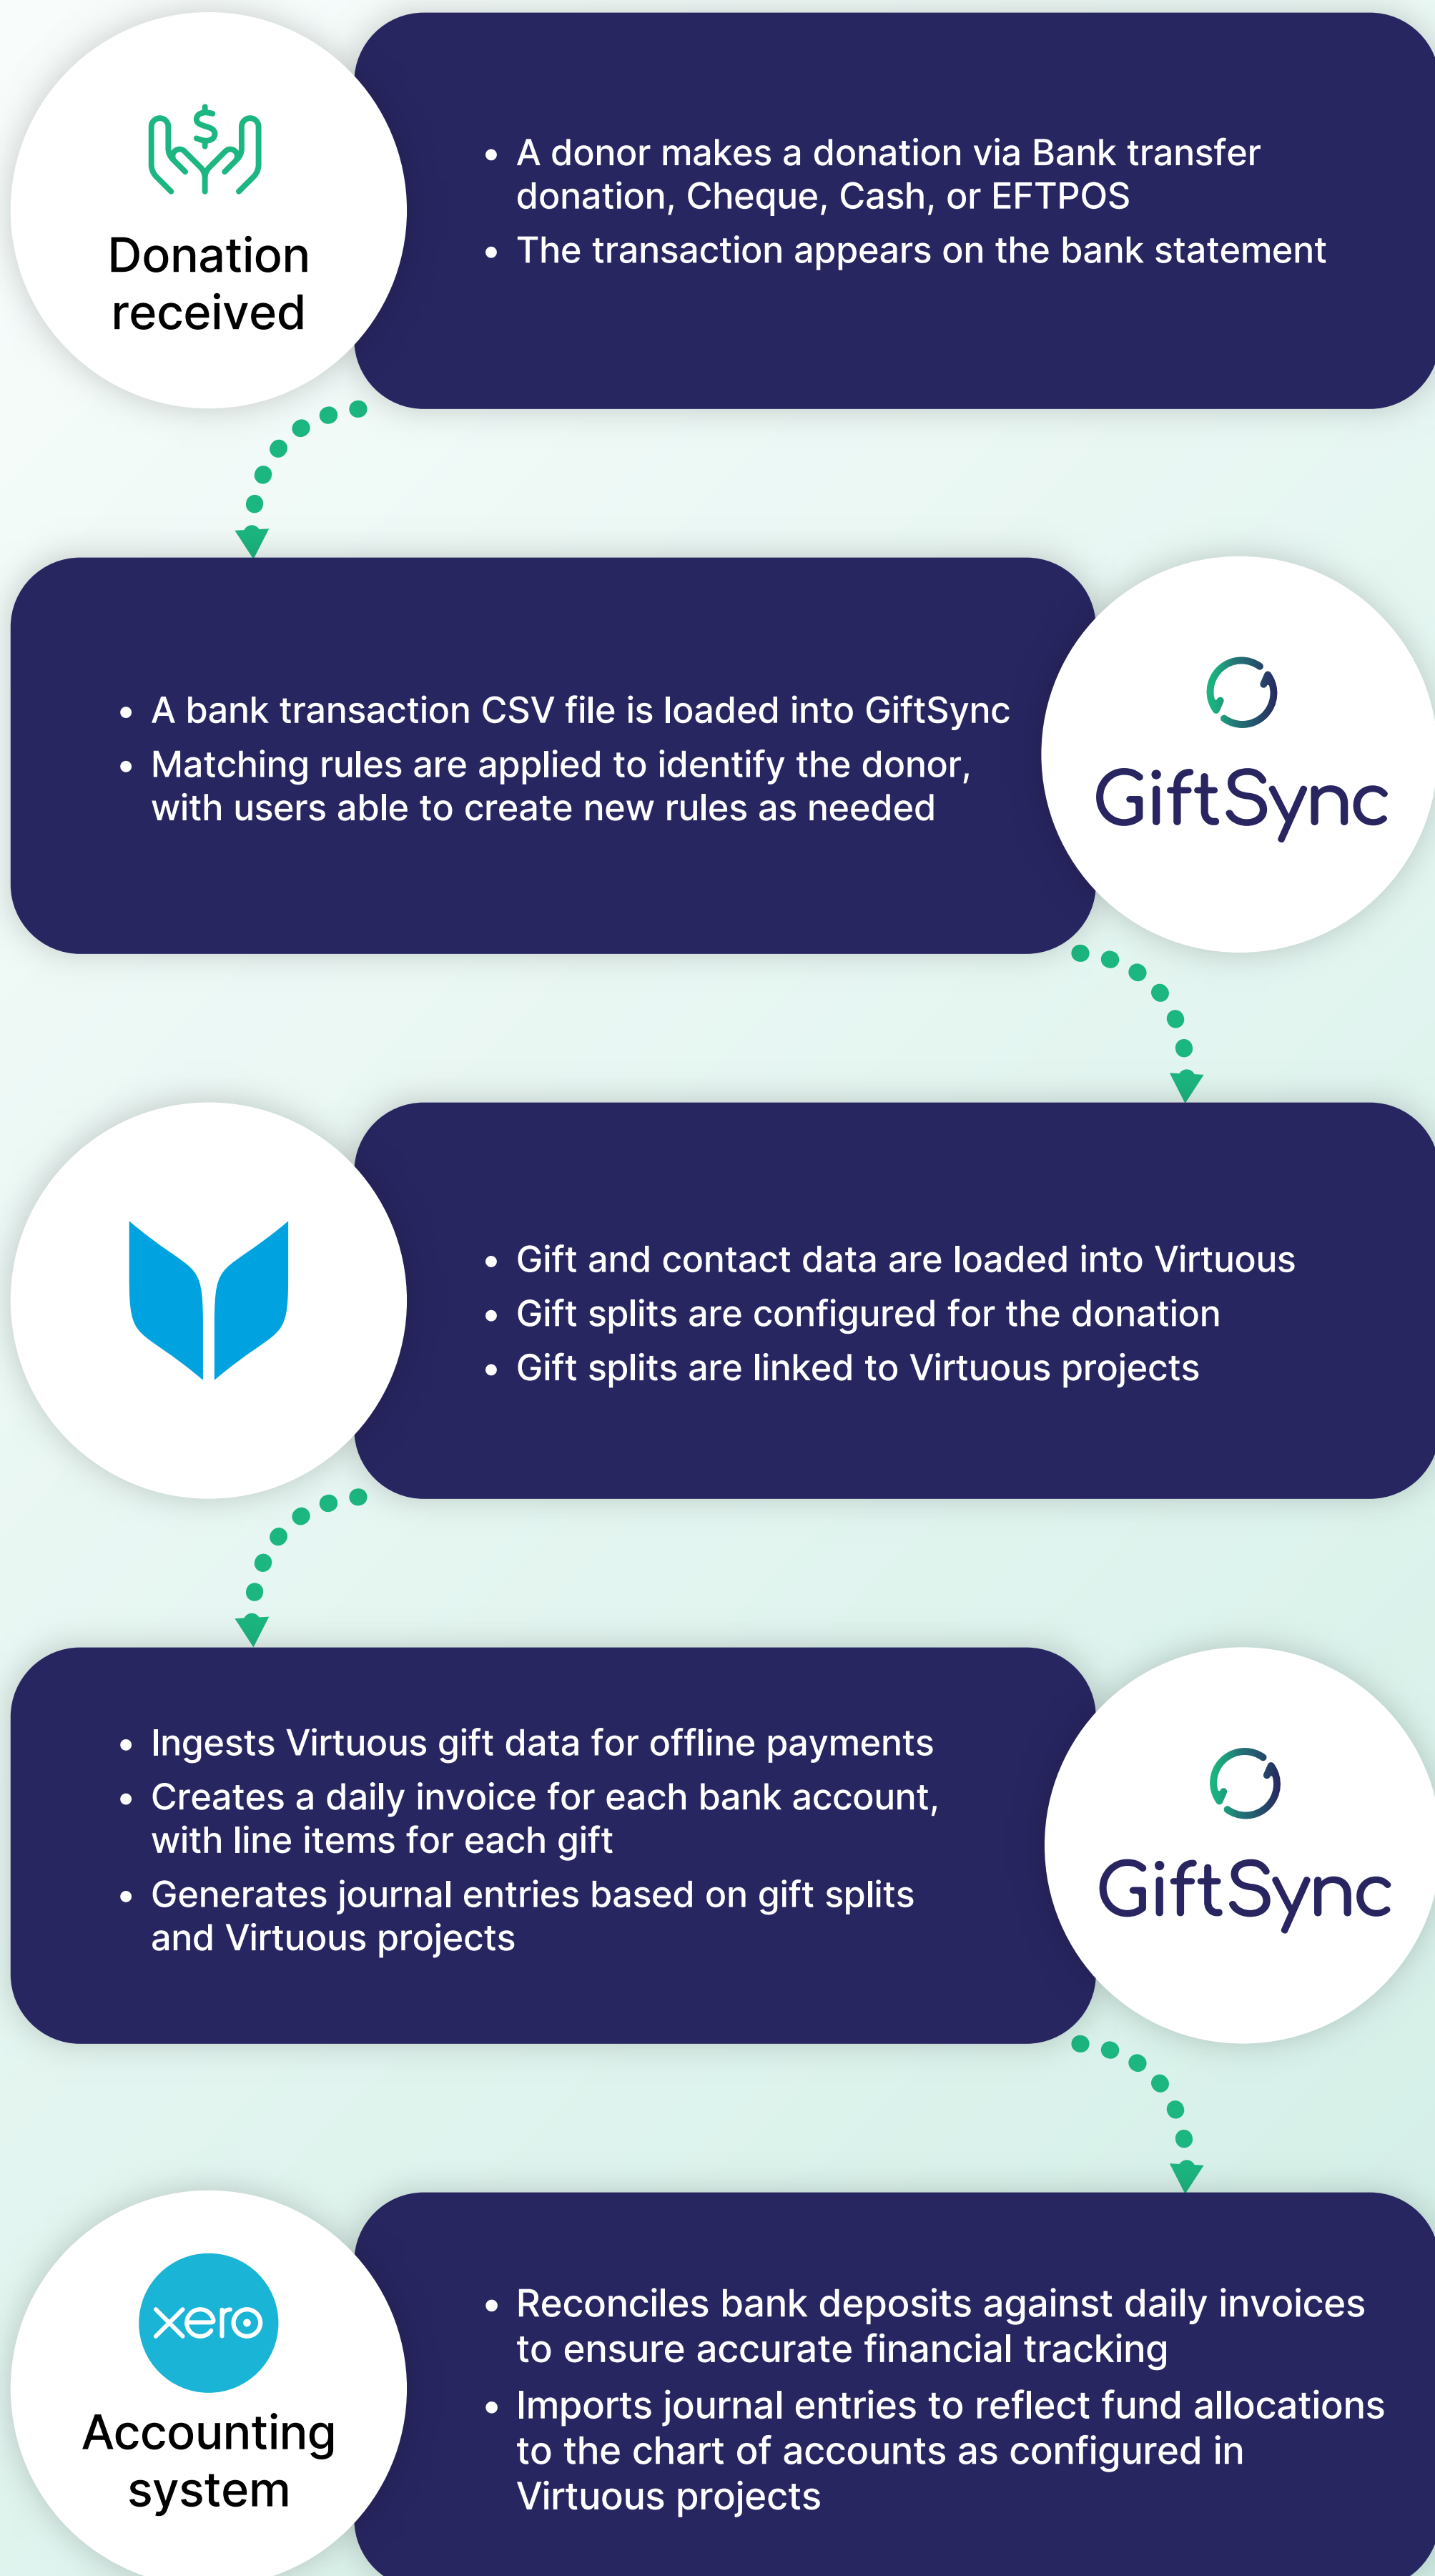 Donation
received
• A donor makes a donation via Bank transfer
donation, Cheque, Cash, or EFTPOS
• The transaction appears on the bank statement
• A bank transaction CSV file is loaded into GiftSync
• Matching rules are applied to identify the donor,
with users able to create new rules as needed
GiftSync
• Gift and contact data are loaded into Virtuous
• Gift splits are configured for the donation
• Gift splits are linked to Virtuous projects
• Ingests Virtuous gift data for offline payments
• Creates a daily invoice for each bank account,
with line items for each gift
• Generates journal entries based on gift splits
and Virtuous projects
GiftSync
xero
Accounting
system
• Reconciles bank deposits against daily invoices
to ensure accurate financial tracking
• Imports journal entries to reflect fund allocations
to the chart of accounts as configured in
Virtuous projects